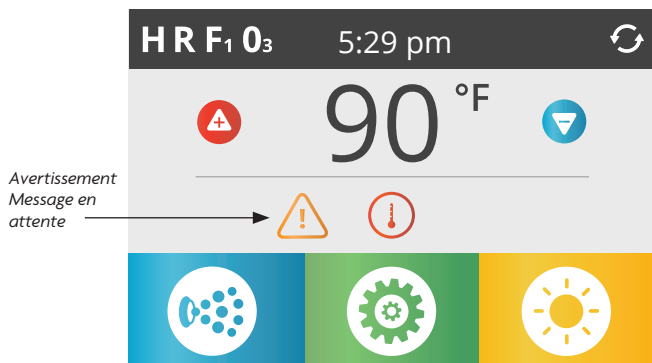 H R F₁ 0₃ 5:29 pm
90 °F
Avertissement
Message en
attente